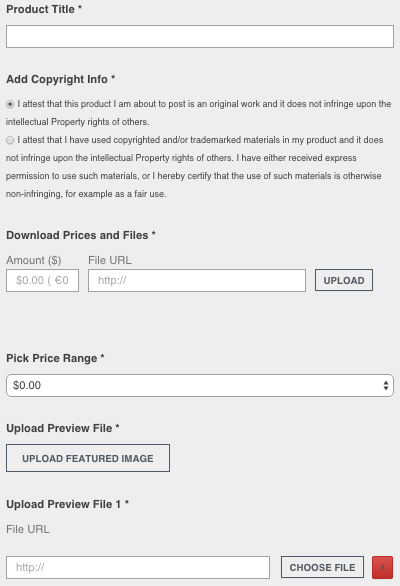 Product Title *
Add Copyright Info *
I attest that this product I am about to post is an original work and it does not infringe upon the
intellectual Property rights of others.
I attest that I have used copyrighted and/or trademarked materials in my product and it does
not infringe upon the intellectual Property rights of others. I have either received express
permission to use such materials, or I hereby certify that the use of such materials is otherwise
non-infringing, for example as a fair use.
Download Prices and Files *
Amount ($) File URL
$0.00 ( €0 http:// UPLOAD
Pick Price Range *
$0.00
Upload Preview File *
UPLOAD FEATURED IMAGE
Upload Preview File 1 *
File URL
http:// CHOOSE FILE x